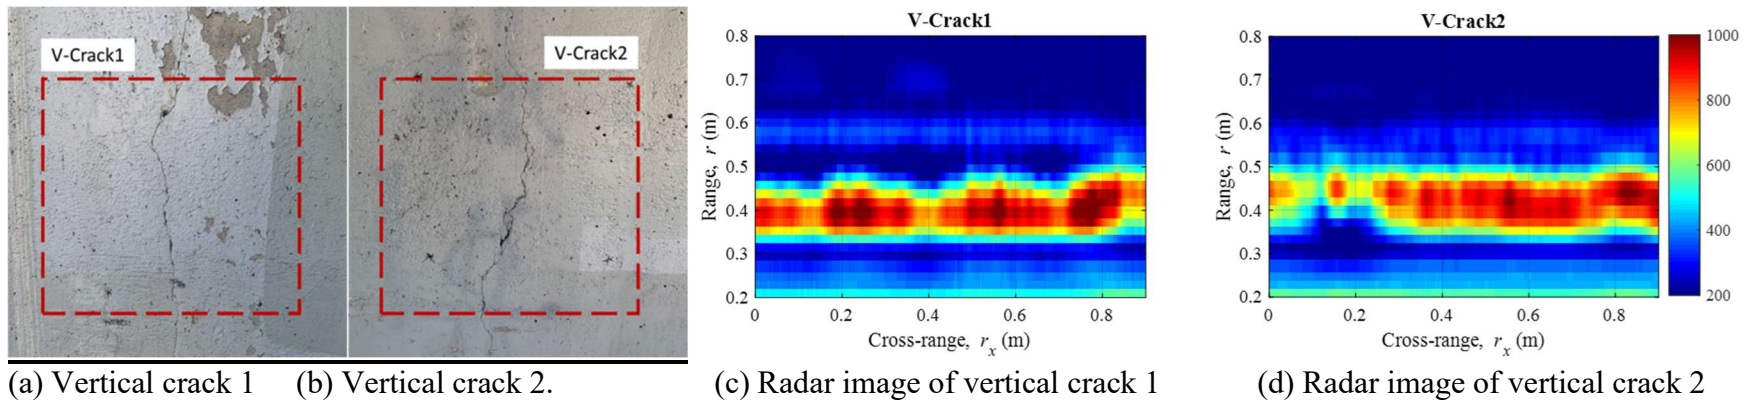 V-Crack1
V-Crack2
V-Crack1
0.8
0.7
0.6
0.5
0.4
0.3
0.2
Range, r (m)
0 0.2 0.4 0.6 0.8
Cross-range, r_x (m)
V-Crack2
0.8
0.7
0.6
0.5
0.4
0.3
0.2
Range, r (m)
0 0.2 0.4 0.6 0.8
Cross-range, r_x (m)
1000
800
600
400
200
(a) Vertical crack 1 (b) Vertical crack 2. (c) Radar image of vertical crack 1 (d) Radar image of vertical crack 2